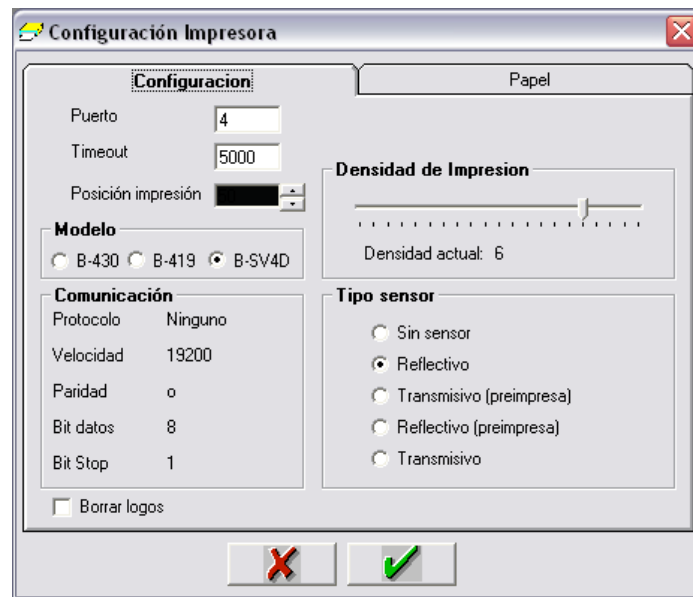 Configuración Impresora
Configuracion
Papel
Puerto 4
Timeout 5000
Posición impresión
Modelo
B-430 B-419 B-SV4D
Comunicación
Protocolo Ninguno
Velocidad 19200
Paridad o
Bit datos 8
Bit Stop 1
Borrar logos
Densidad de Impresion
Densidad actual: 6
Tipo sensor
Sin sensor
Reflectivo
Transmisivo (preimpresa)
Reflectivo (preimpresa)
Transmisivo